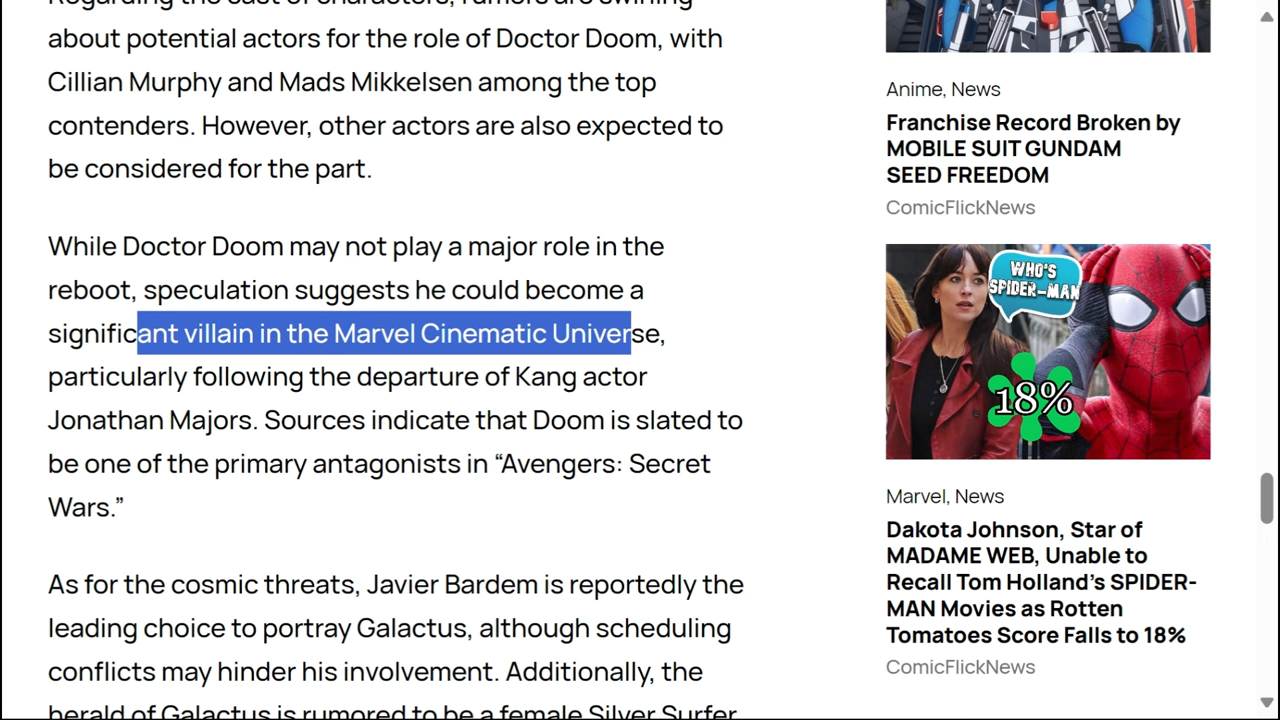 Regarding the cast of characters, rumors are swirling
about potential actors for the role of Doctor Doom, with
Cillian Murphy and Mads Mikkelsen among the top
contenders. However, other actors are also expected to
be considered for the part.
While Doctor Doom may not play a major role in the
reboot, speculation suggests he could become a
significant villain in the Marvel Cinematic Universe,
particularly following the departure of Kang actor
Jonathan Majors. Sources indicate that Doom is slated to
be one of the primary antagonists in “Avengers: Secret
Wars.”
As for the cosmic threats, Javier Bardem is reportedly the
leading choice to portray Galactus, although scheduling
conflicts may hinder his involvement. Additionally, the
herald of Galactus is rumored to be a female Silver Surfer,
Anime, News
Franchise Record Broken by
MOBILE SUIT GUNDAM
SEED FREEDOM
ComicFlickNews
WHO'S
SPIDER-MAN
18%
Marvel, News
Dakota Johnson, Star of
MADAME WEB, Unable to
Recall Tom Holland’s SPIDER-
MAN Movies as Rotten
Tomatoes Score Falls to 18%
ComicFlickNews